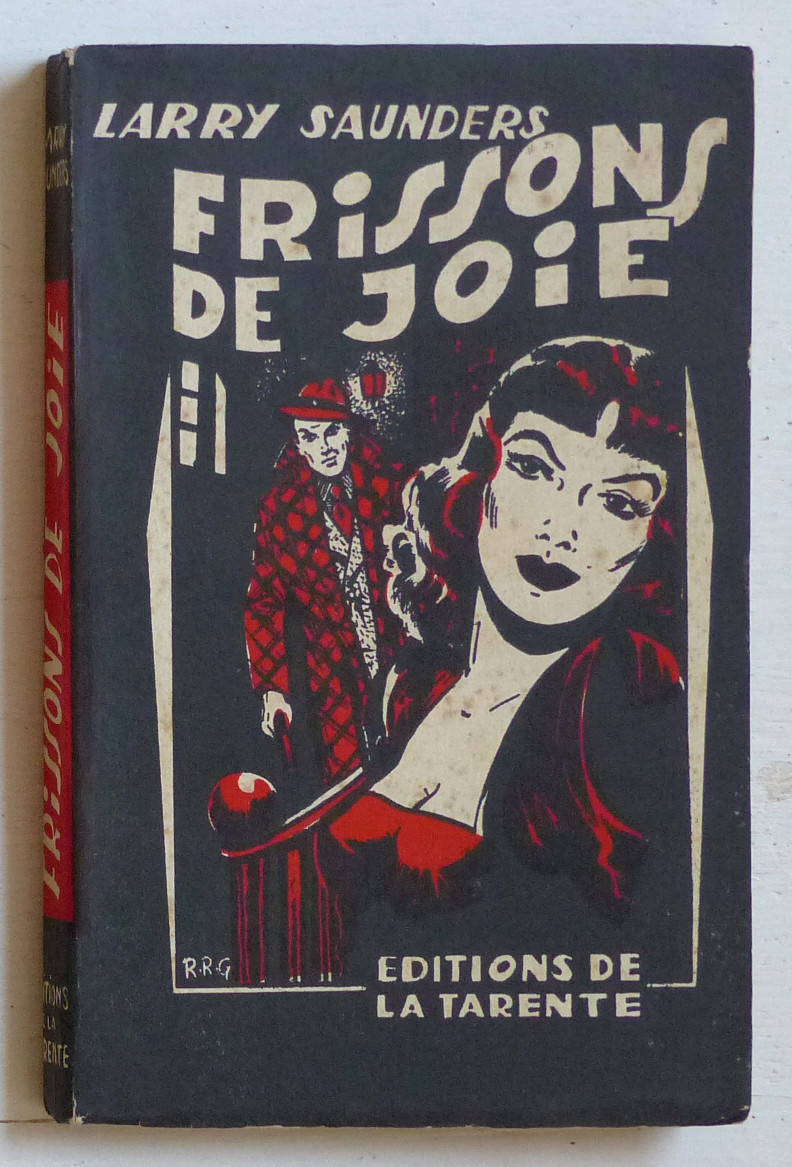 LARRY SAUNDERS
FRiSSONS
DE JOiE
R.R.G
EDITIONS DE
LA TARENTE
FRiSSONS DE JOiE